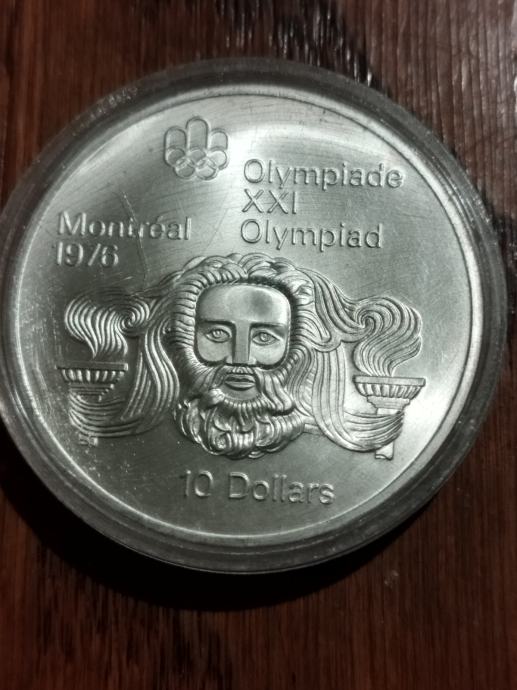 Olympiade
XXI
Olympiad
Montréal
1976
10 Dollars